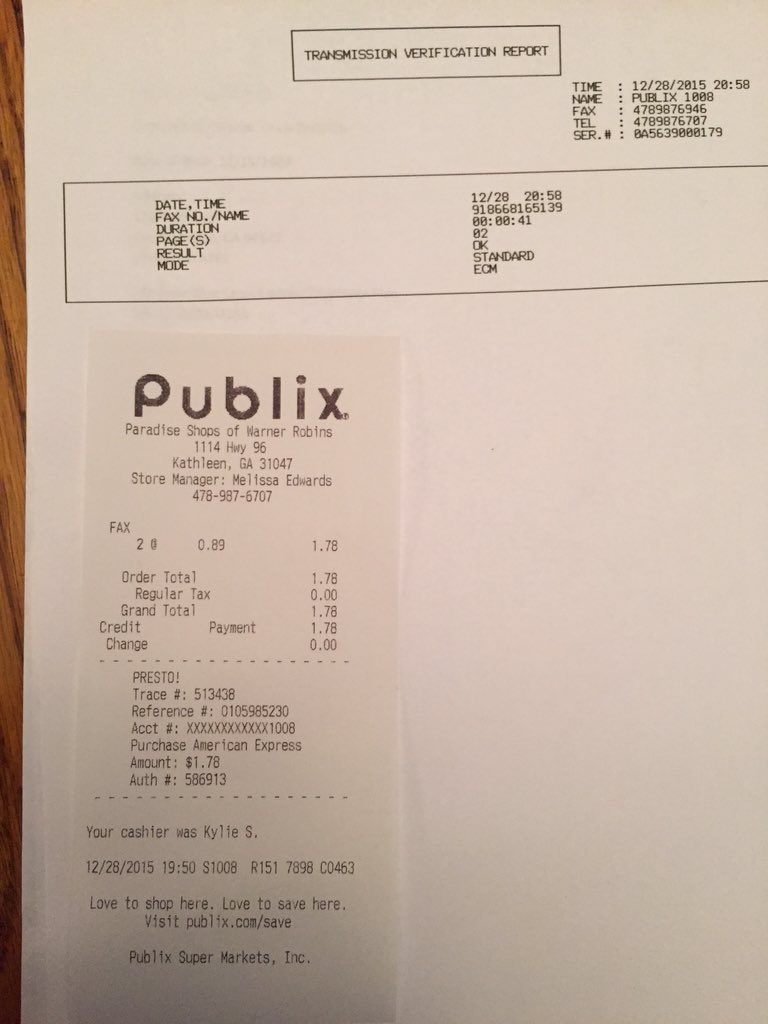 TRANSMISSION VERIFICATION REPORT
TIME : 12/28/2015 20:58
NAME : PUBLIX 1008
FAX : 4789876946
TEL : 4789876707
SER.# : 0A5639000179
DATE,TIME 12/28 20:58
FAX NO./NAME 918668165139
DURATION 00:00:41
PAGE(S) 02
RESULT OK
MODE STANDARD
ECM
Publix
Paradise Shops of Warner Robins
1114 Hwy 96
Kathleen, GA 31047
Store Manager: Melissa Edwards
478-987-6707
FAX
2 @ 0.89 1.78
Order Total 1.78
Regular Tax 0.00
Grand Total 1.78
Credit Payment 1.78
Change 0.00
PRESTO!
Trace #: 513438
Reference #: 0105985230
Acct #: XXXXXXXXXXXX1008
Purchase American Express
Amount: $1.78
Auth #: 586913
Your cashier was Kylie S.
12/28/2015 19:50 S1008 R151 7898 C0463
Love to shop here. Love to save here.
Visit publix.com/save
Publix Super Markets, Inc.